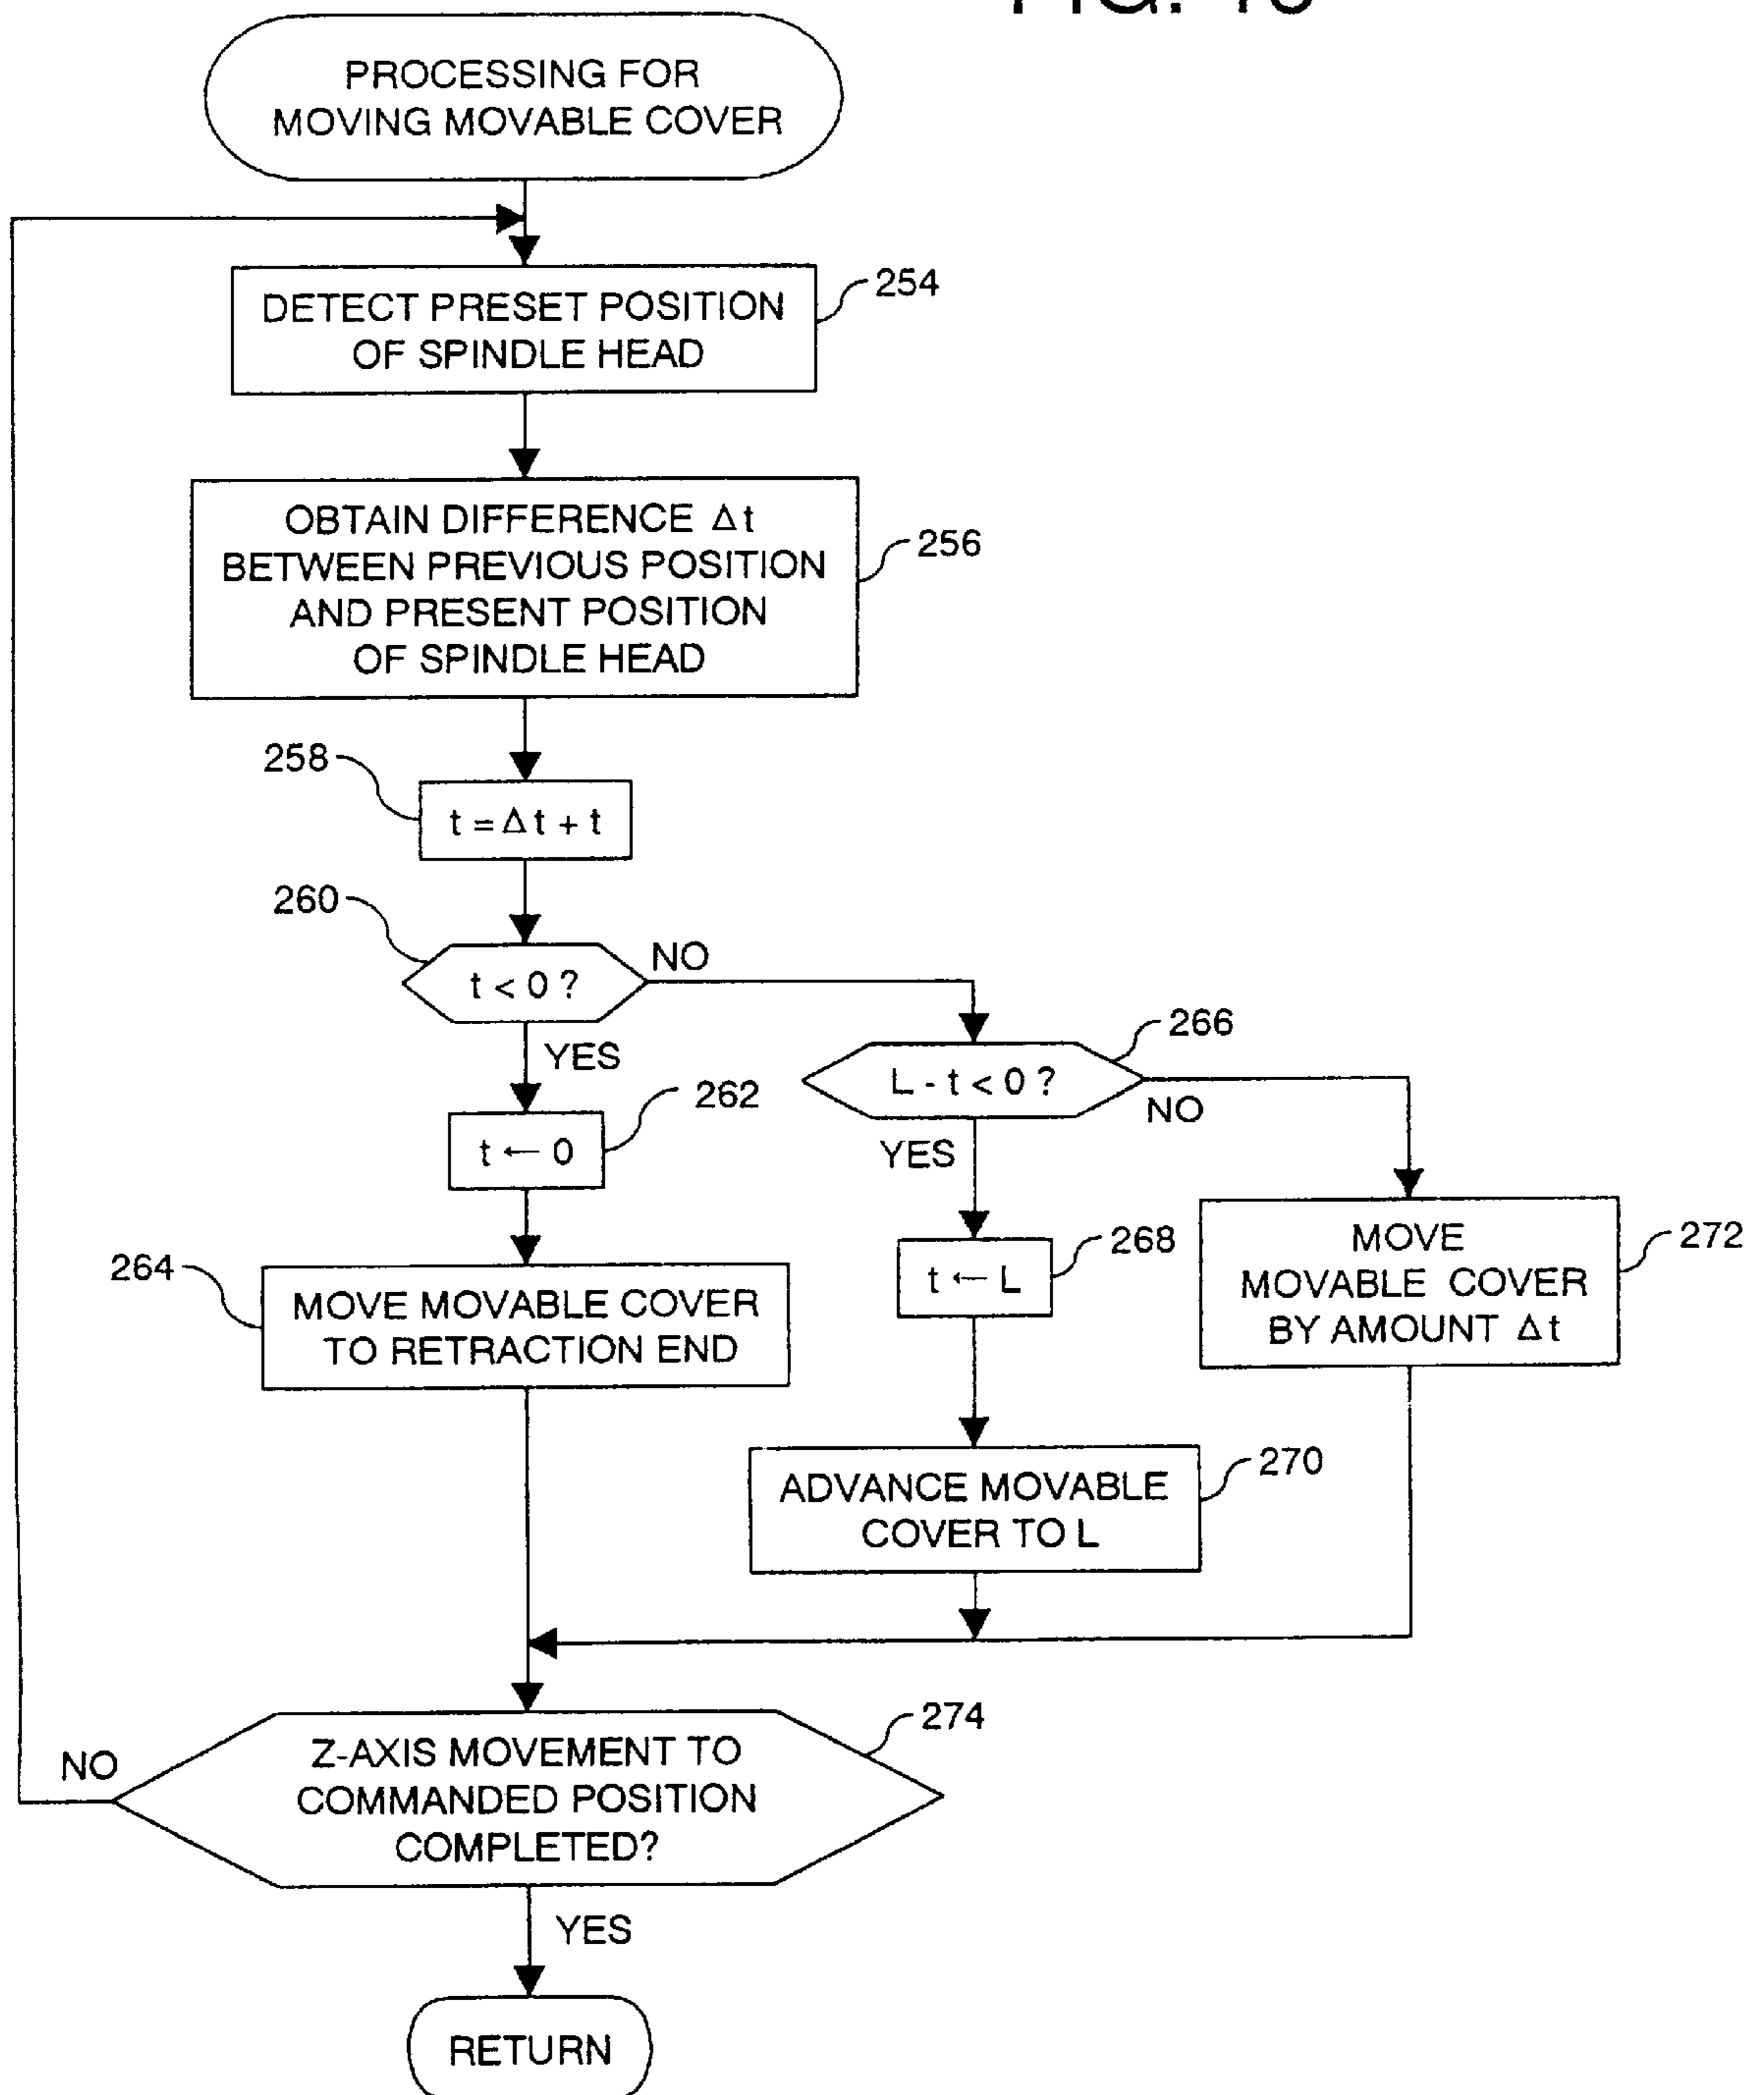 PROCESSING FOR
MOVING MOVABLE COVER
254
DETECT PRESET POSITION
OF SPINDLE HEAD
256
OBTAIN DIFFERENCE Δt
BETWEEN PREVIOUS POSITION
AND PRESENT POSITION
OF SPINDLE HEAD
258
t = Δt + t
260
t < 0 ?
NO
YES
266
L - t < 0 ?
NO
YES
262
t ← 0
264
MOVE MOVABLE COVER
TO RETRACTION END
268
t ← L
272
MOVE
MOVABLE COVER
BY AMOUNT Δt
270
ADVANCE MOVABLE
COVER TO L
274
Z-AXIS MOVEMENT TO
COMMANDED POSITION
COMPLETED?
NO
YES
RETURN